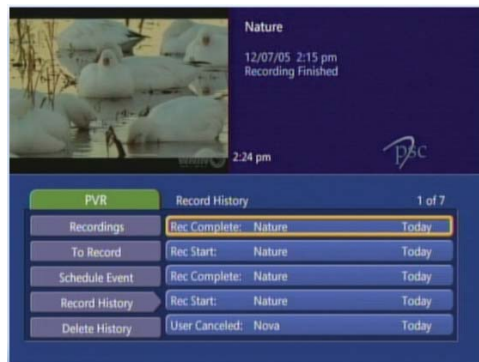 Nature
12/07/05 2:15 pm
Recording Finished
2:24 pm
psc
PVR
Record History 1 of 7
Recordings
Rec Complete: Nature Today
To Record
Rec Start: Nature Today
Schedule Event
Rec Complete: Nature Today
Record History
Rec Start: Nature Today
Delete History
User Canceled: Nova Today